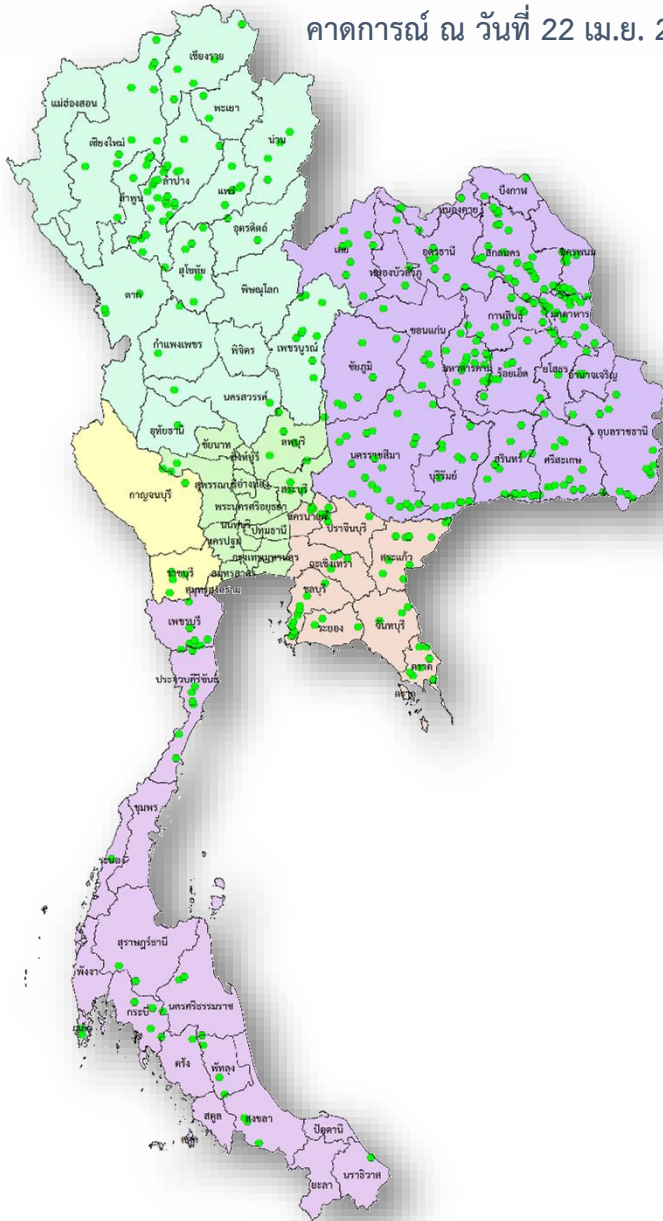 คาดการณ์ ณ วันที่ 22 เม.ย. 2
เชียงราย
แม่ฮ่องสอน
พะเยา
เชียงใหม่
น่าน
ลำปาง
แพร่
ลำพูน
อุตรดิตถ์
สุโขทัย
ตาก
พิษณุโลก
กำแพงเพชร
พิจิตร
เพชรบูรณ์
นครสวรรค์
อุทัยธานี
บึงกาฬ
หนองคาย
เลย
อุดรธานี
สกลนคร
นครพนม
หนองบัวลำภู
กาฬสินธุ์
มุกดาหาร
ขอนแก่น
ชัยภูมิ
มหาสารคาม
ร้อยเอ็ด
ยโสธร
อำนาจเจริญ
อุบลราชธานี
นครราชสีมา
บุรีรัมย์
สุรินทร์
ศรีสะเกษ
ชัยนาท
สิงห์บุรี
ลพบุรี
กาญจนบุรี
สุพรรณบุรี
อ่างทอง
สระบุรี
พระนครศรีอยุธยา
นครนายก
ปราจีนบุรี
นนทบุรี
ปทุมธานี
นครปฐม
กรุงเทพมหานคร
ฉะเชิงเทรา
สระแก้ว
ราชบุรี
สมุทรสาคร
สมุทรสงคราม
ชลบุรี
ระยอง
จันทบุรี
เพชรบุรี
ตราด
ตราด
ประจวบคีรีขันธ์
ชุมพร
ระนอง
สุราษฎร์ธานี
พังงา
กระบี่
นครศรีธรรมราช
ภูเก็ต
ตรัง
พัทลุง
สตูล
สงขลา
สตูล
ปัตตานี
ยะลา
นราธิวาส